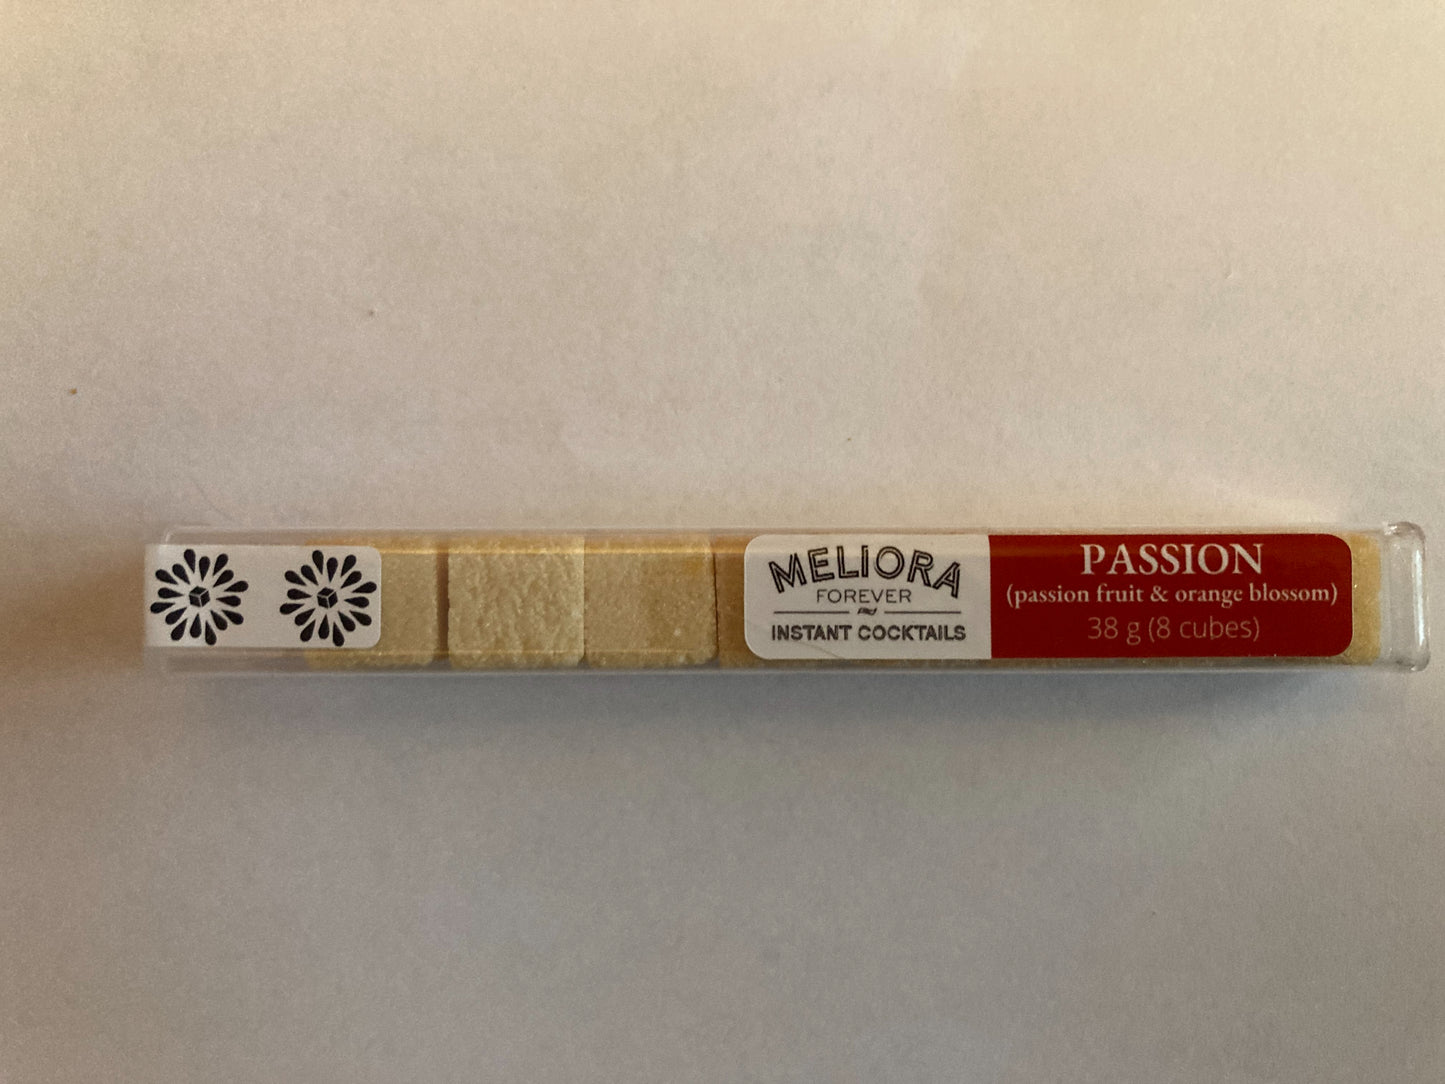 MELIORA
FOREVER
INSTANT COCKTAILS
PASSION
(passion fruit & orange blossom)
38 g (8 cubes)